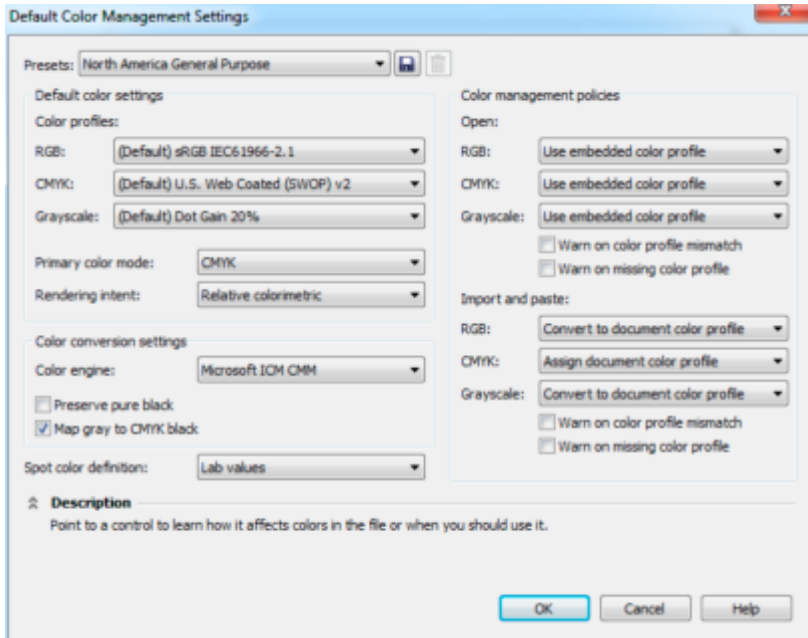 Default Color Management Settings
Presets: North America General Purpose
Default color settings
Color profiles:
RGB: (Default) sRGB IEC61966-2.1
CMYK: (Default) U.S. Web Coated (SWOP) v2
Grayscale: (Default) Dot Gain 20%
Primary color mode: CMYK
Rendering intent: Relative colorimetric
Color conversion settings
Color engine: Microsoft ICM CMM
Preserve pure black
Map gray to CMYK black
Spot color definition: Lab values
Color management policies
Open:
RGB: Use embedded color profile
CMYK: Use embedded color profile
Grayscale: Use embedded color profile
Warn on color profile mismatch
Warn on missing color profile
Import and paste:
RGB: Convert to document color profile
CMYK: Assign document color profile
Grayscale: Convert to document color profile
Warn on color profile mismatch
Warn on missing color profile
Description
Point to a control to learn how it affects colors in the file or when you should use it.
OK Cancel Help